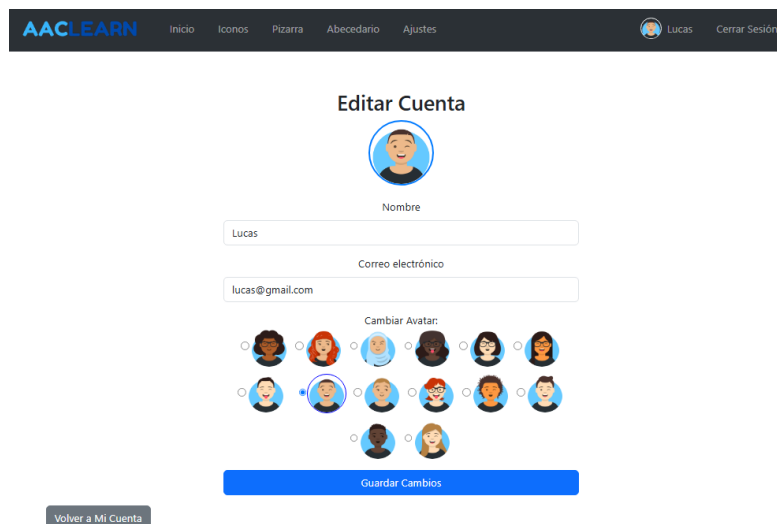 AACLEARN Inicio Iconos Pizarra Abecedario Ajustes Lucas Cerrar Sesión
Editar Cuenta
Nombre
Lucas
Correo electrónico
lucas@gmail.com
Cambiar Avatar:
Guardar Cambios
Volver a Mi Cuenta